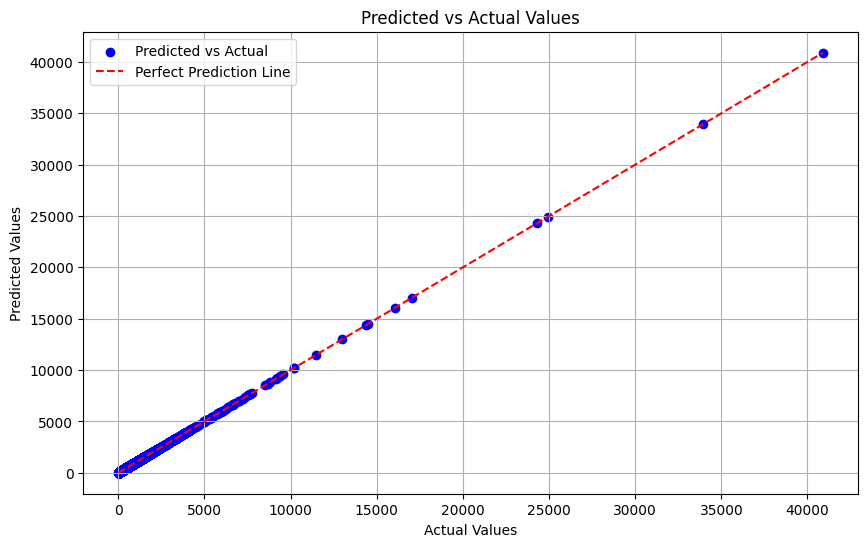 Predicted vs Actual Values
Predicted vs Actual
Perfect Prediction Line
Predicted Values
40000
35000
30000
25000
20000
15000
10000
5000
0
0 5000 10000 15000 20000 25000 30000 35000 40000
Actual Values